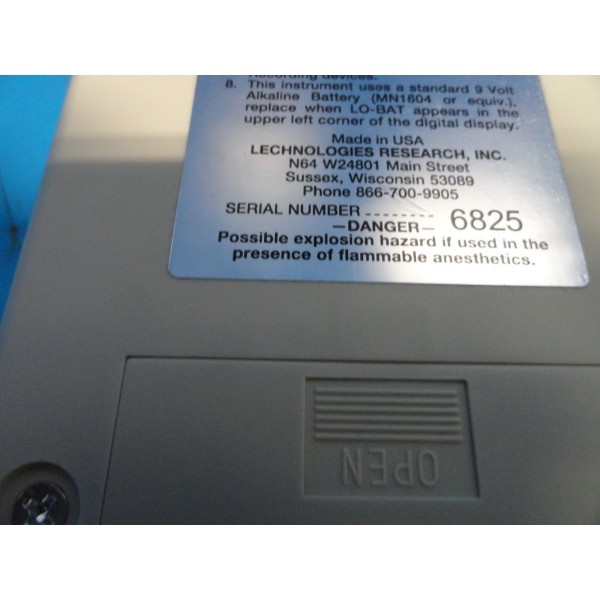 Recording devices.
8. This instrument uses a standard 9 Volt
Alkaline Battery (MN1604 or equiv.),
replace when LO-BAT appears in the
upper left corner of the digital display.
Made in USA
LECHNOLOGIES RESEARCH, INC.
N64 W24801 Main Street
Sussex, Wisconsin 53089
Phone 866-700-9905
SERIAL NUMBER -------- 6825
—DANGER—
Possible explosion hazard if used in the
presence of flammable anesthetics.
OPEN